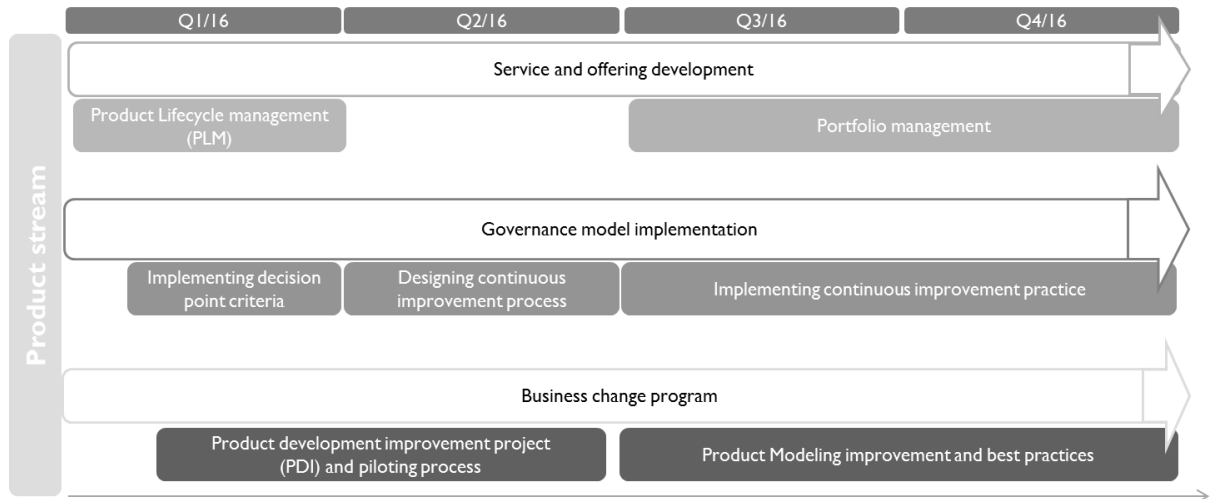 Q1/16
Q2/16
Q3/16
Q4/16
Product stream
Service and offering development
Product Lifecycle management
(PLM)
Portfolio management
Governance model implementation
Implementing decision
point criteria
Designing continuous
improvement process
Implementing continuous improvement practice
Business change program
Product development improvement project
(PDI) and piloting process
Product Modeling improvement and best practices